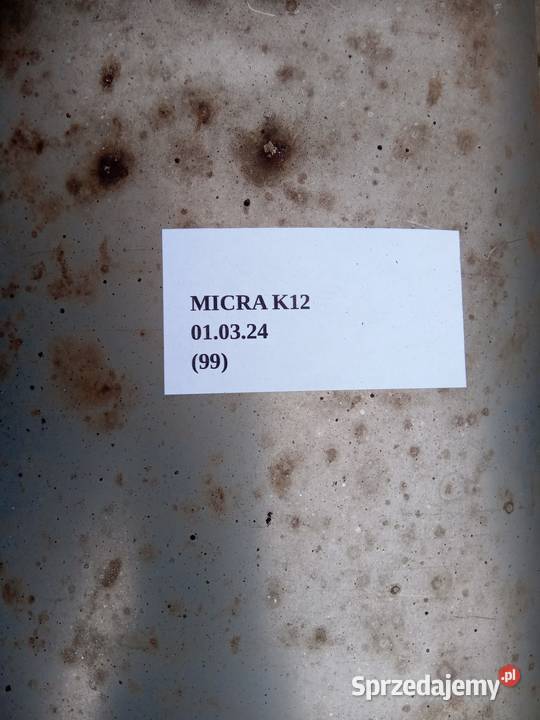 MICRA K12
01.03.24
(99)
Sprzedajemy.pl